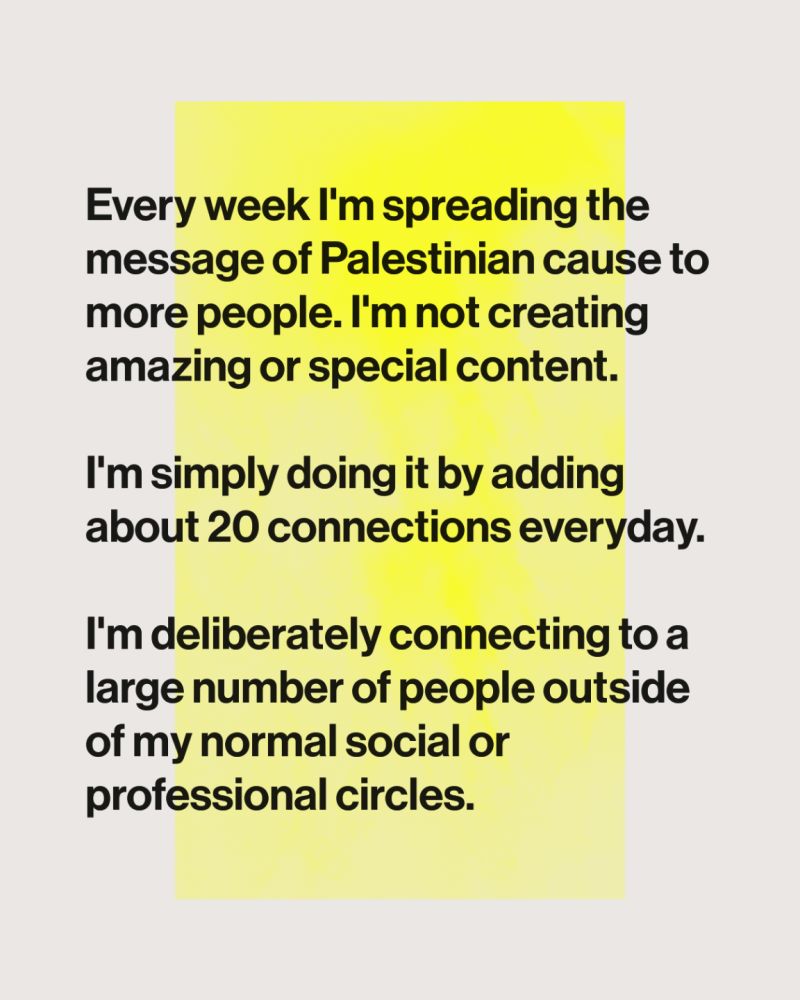 Every week I'm spreading the
message of Palestinian cause to
more people. I'm not creating
amazing or special content.
I'm simply doing it by adding
about 20 connections everyday.
I'm deliberately connecting to a
large number of people outside
of my normal social or
professional circles.